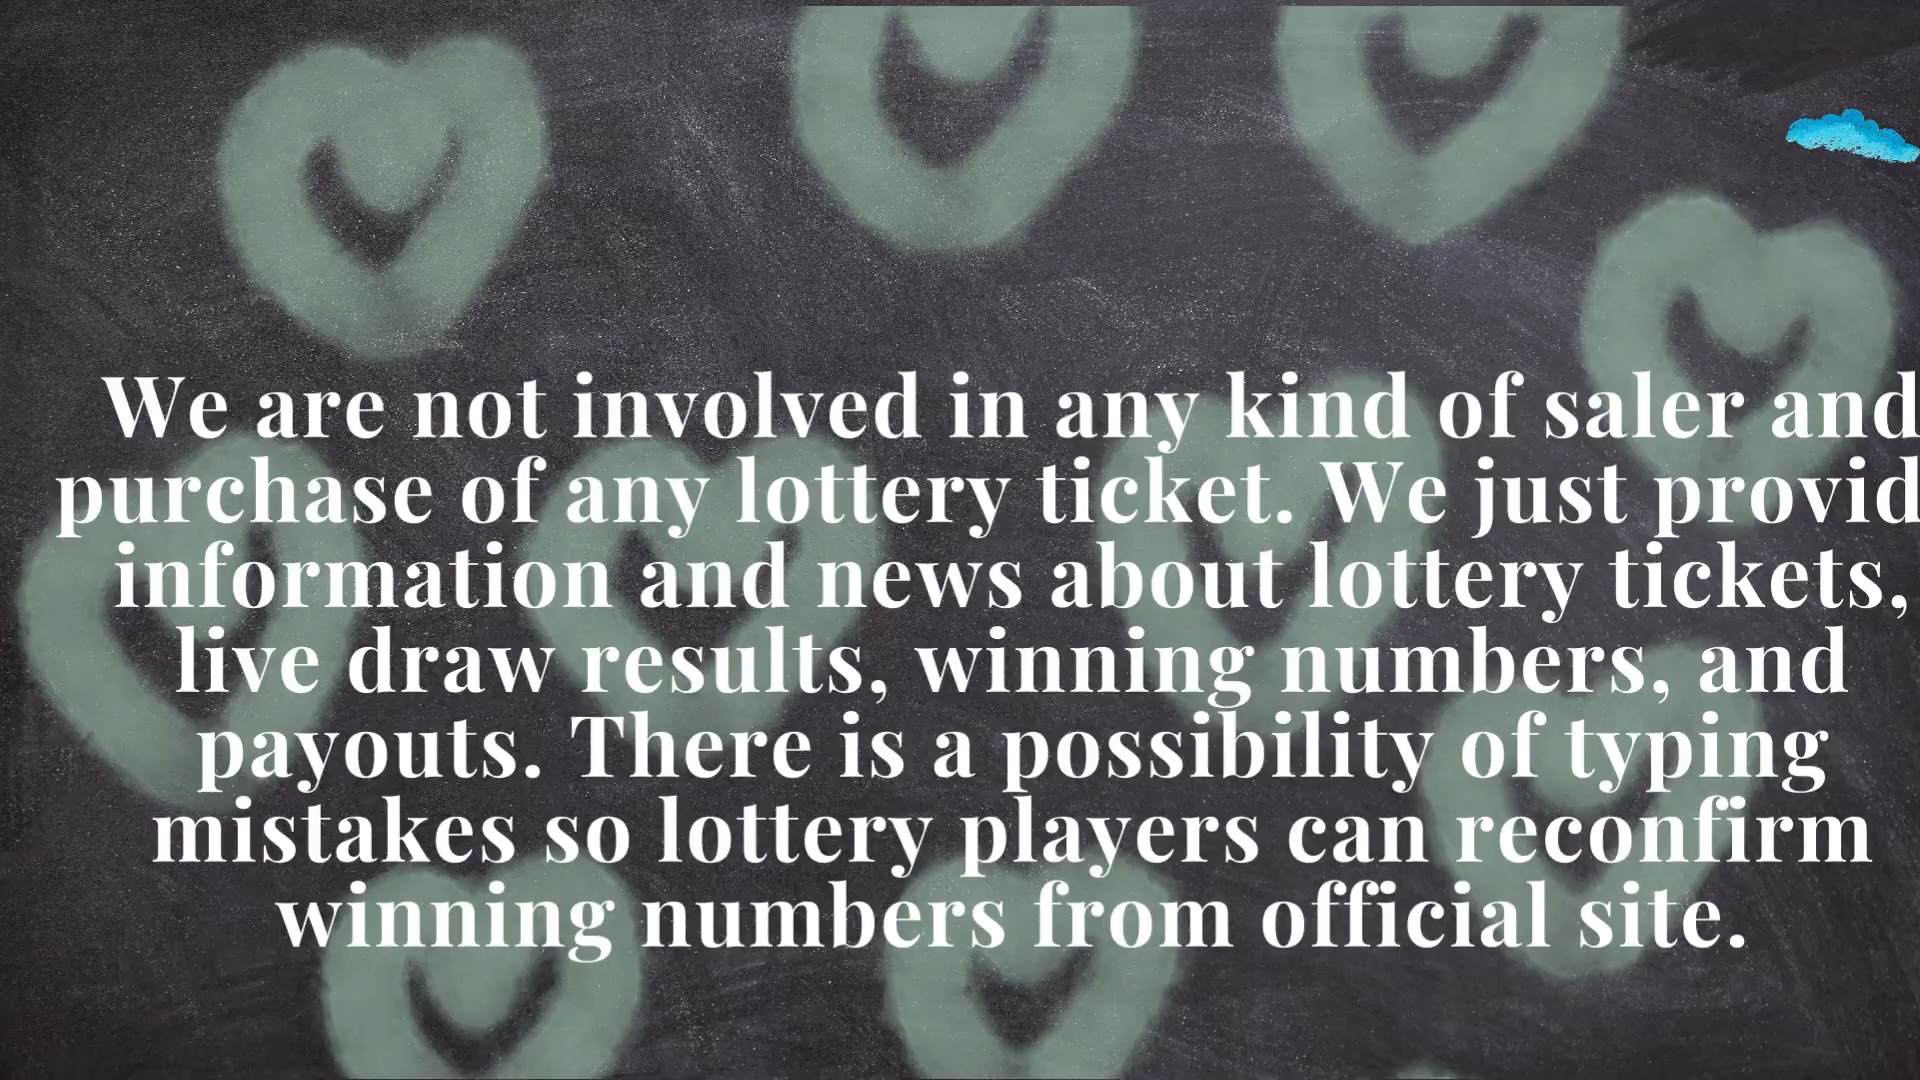 We are not involved in any kind of saler and
purchase of any lottery ticket. We just provid
information and news about lottery tickets,
live draw results, winning numbers, and
payouts. There is a possibility of typing
mistakes so lottery players can reconfirm
winning numbers from official site.